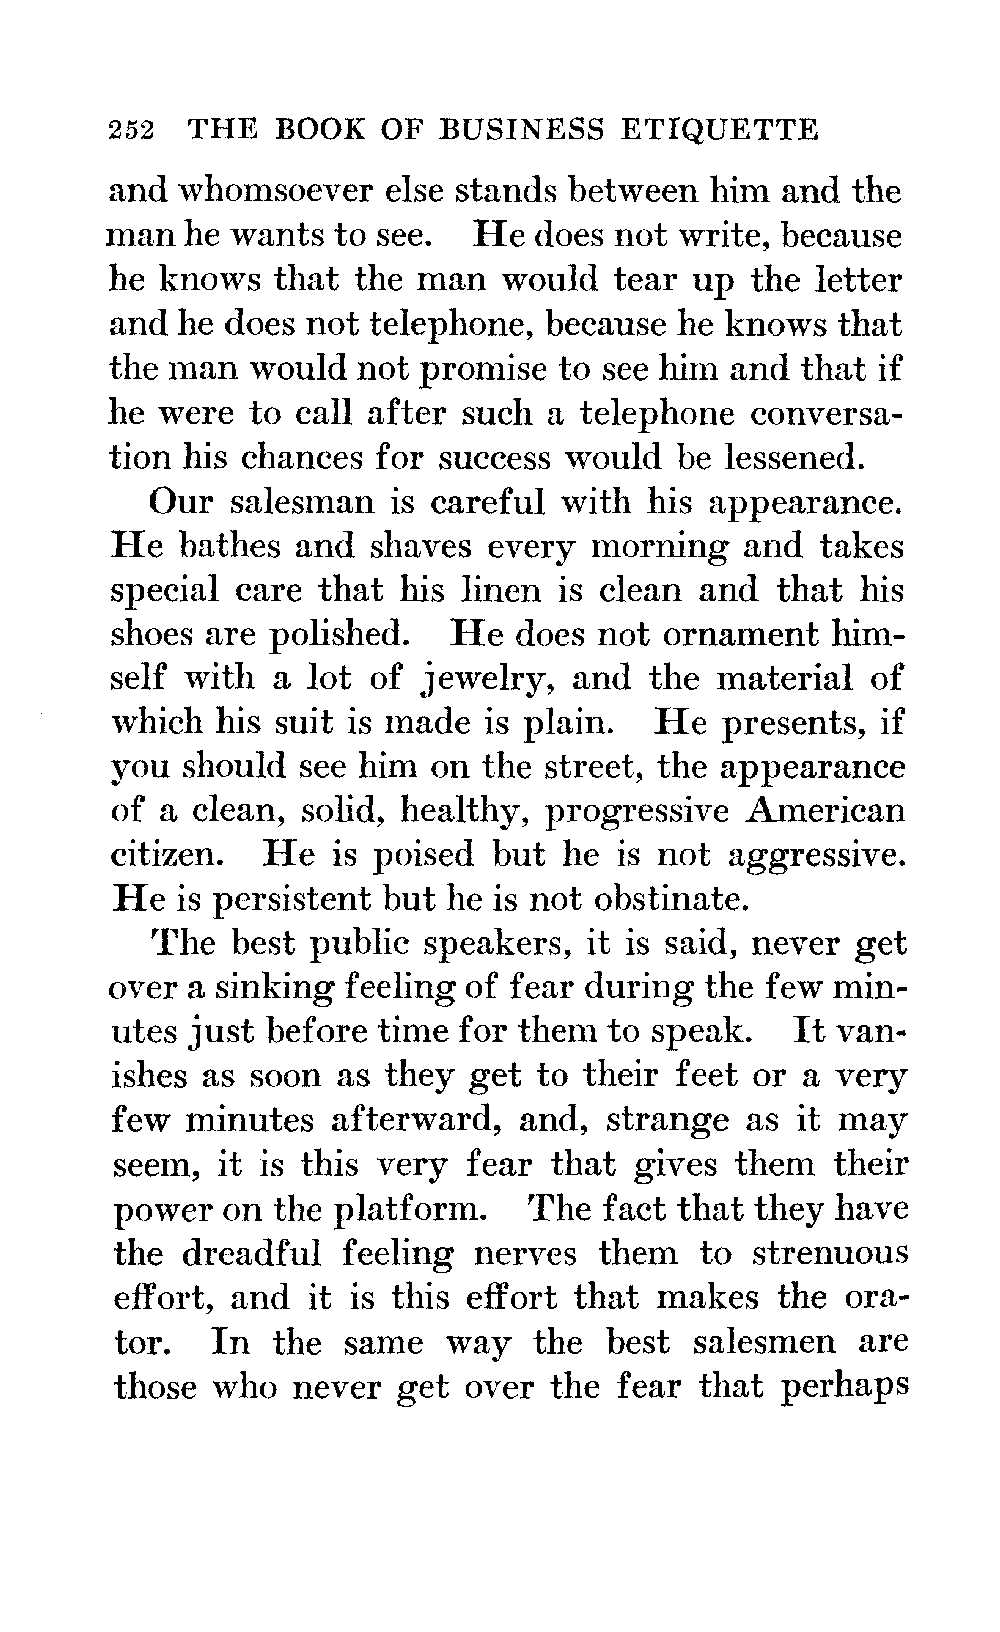 252 THE BOOK OF BUSINESS ETIQUETTE
and whomsoever else stands between him and the
man he wants to see. He does not write, because
he knows that the man would tear up the letter
and he does not telephone, because he knows that
the man would not promise to see him and that if
he were to call after such a telephone conversa-
tion his chances for success would be lessened.
Our salesman is careful with his appearance.
He bathes and shaves every morning and takes
special care that his linen is clean and that his
shoes are polished. He does not ornament him-
self with a lot of jewelry, and the material of
which his suit is made is plain. He presents, if
you should see him on the street, the appearance
of a clean, solid, healthy, progressive American
citizen. He is poised but he is not aggressive.
He is persistent but he is not obstinate.
The best public speakers, it is said, never get
over a sinking feeling of fear during the few min-
utes just before time for them to speak. It van-
ishes as soon as they get to their feet or a very
few minutes afterward, and, strange as it may
seem, it is this very fear that gives them their
power on the platform. The fact that they have
the dreadful feeling nerves them to strenuous
effort, and it is this effort that makes the ora-
tor. In the same way the best salesmen are
those who never get over the fear that perhaps